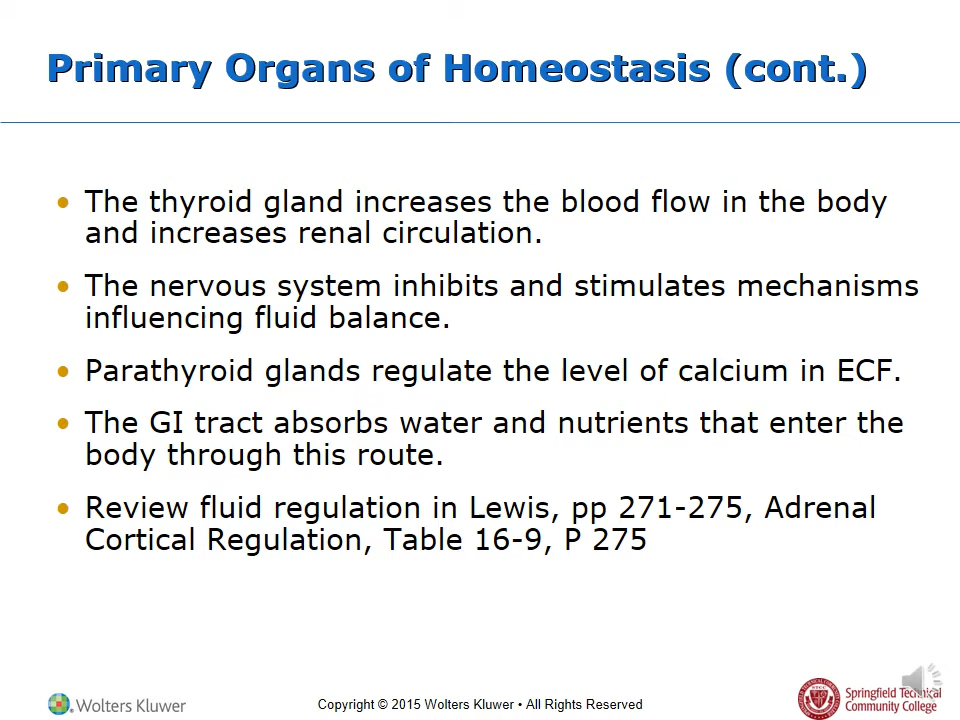 Primary Organs of Homeostasis (cont.)
• The thyroid gland increases the blood flow in the body
and increases renal circulation.
• The nervous system inhibits and stimulates mechanisms
influencing fluid balance.
• Parathyroid glands regulate the level of calcium in ECF.
• The GI tract absorbs water and nutrients that enter the
body through this route.
• Review fluid regulation in Lewis, pp 271-275, Adrenal
Cortical Regulation, Table 16-9, P 275
Wolters Kluwer
Copyright © 2015 Wolters Kluwer • All Rights Reserved
Springfield Technical
Community College